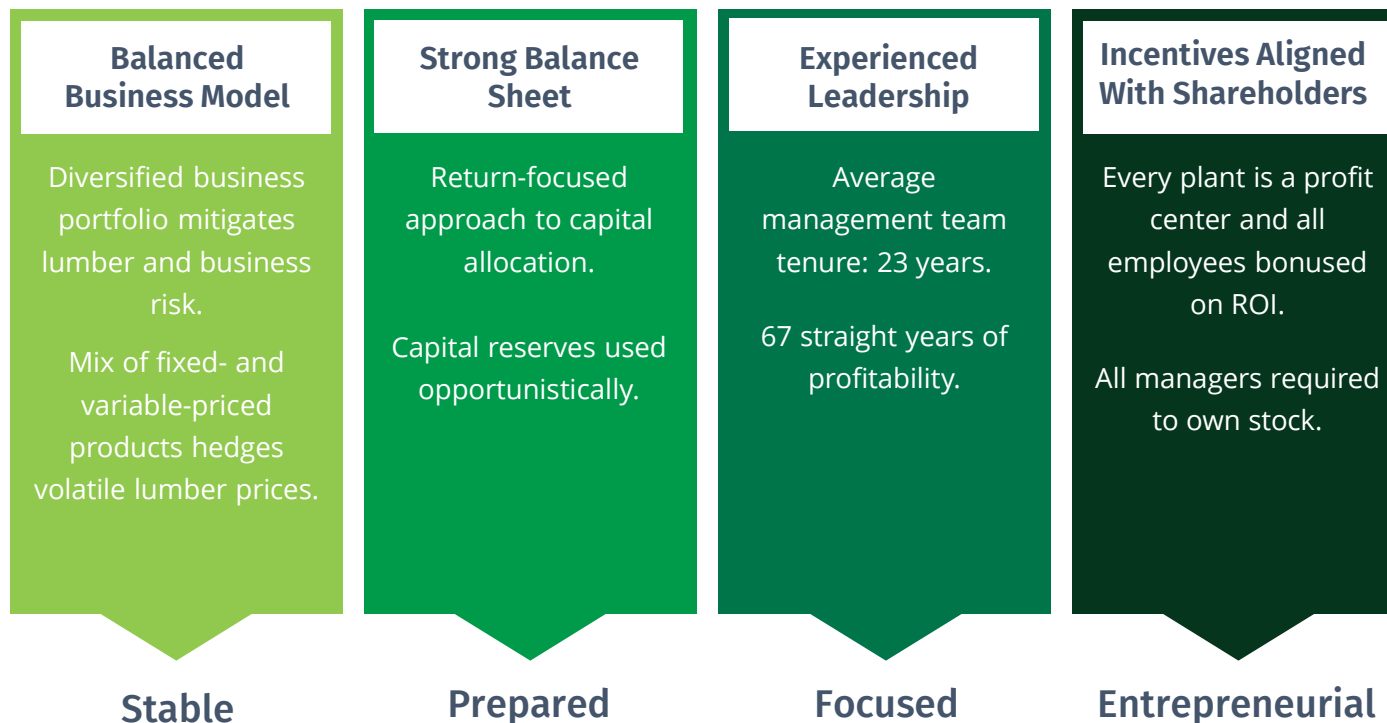 Balanced
Business Model
Diversified business
portfolio mitigates
lumber and business
risk.
Mix of fixed- and
variable-priced
products hedges
volatile lumber prices.
Stable
Strong Balance
Sheet
Return-focused
approach to capital
allocation.
Capital reserves used
opportunistically.
Prepared
Experienced
Leadership
Average
management team
tenure: 23 years.
67 straight years of
profitability.
Focused
Incentives Aligned
With Shareholders
Every plant is a profit
center and all
employees bonused
on ROI.
All managers required
to own stock.
Entrepreneurial